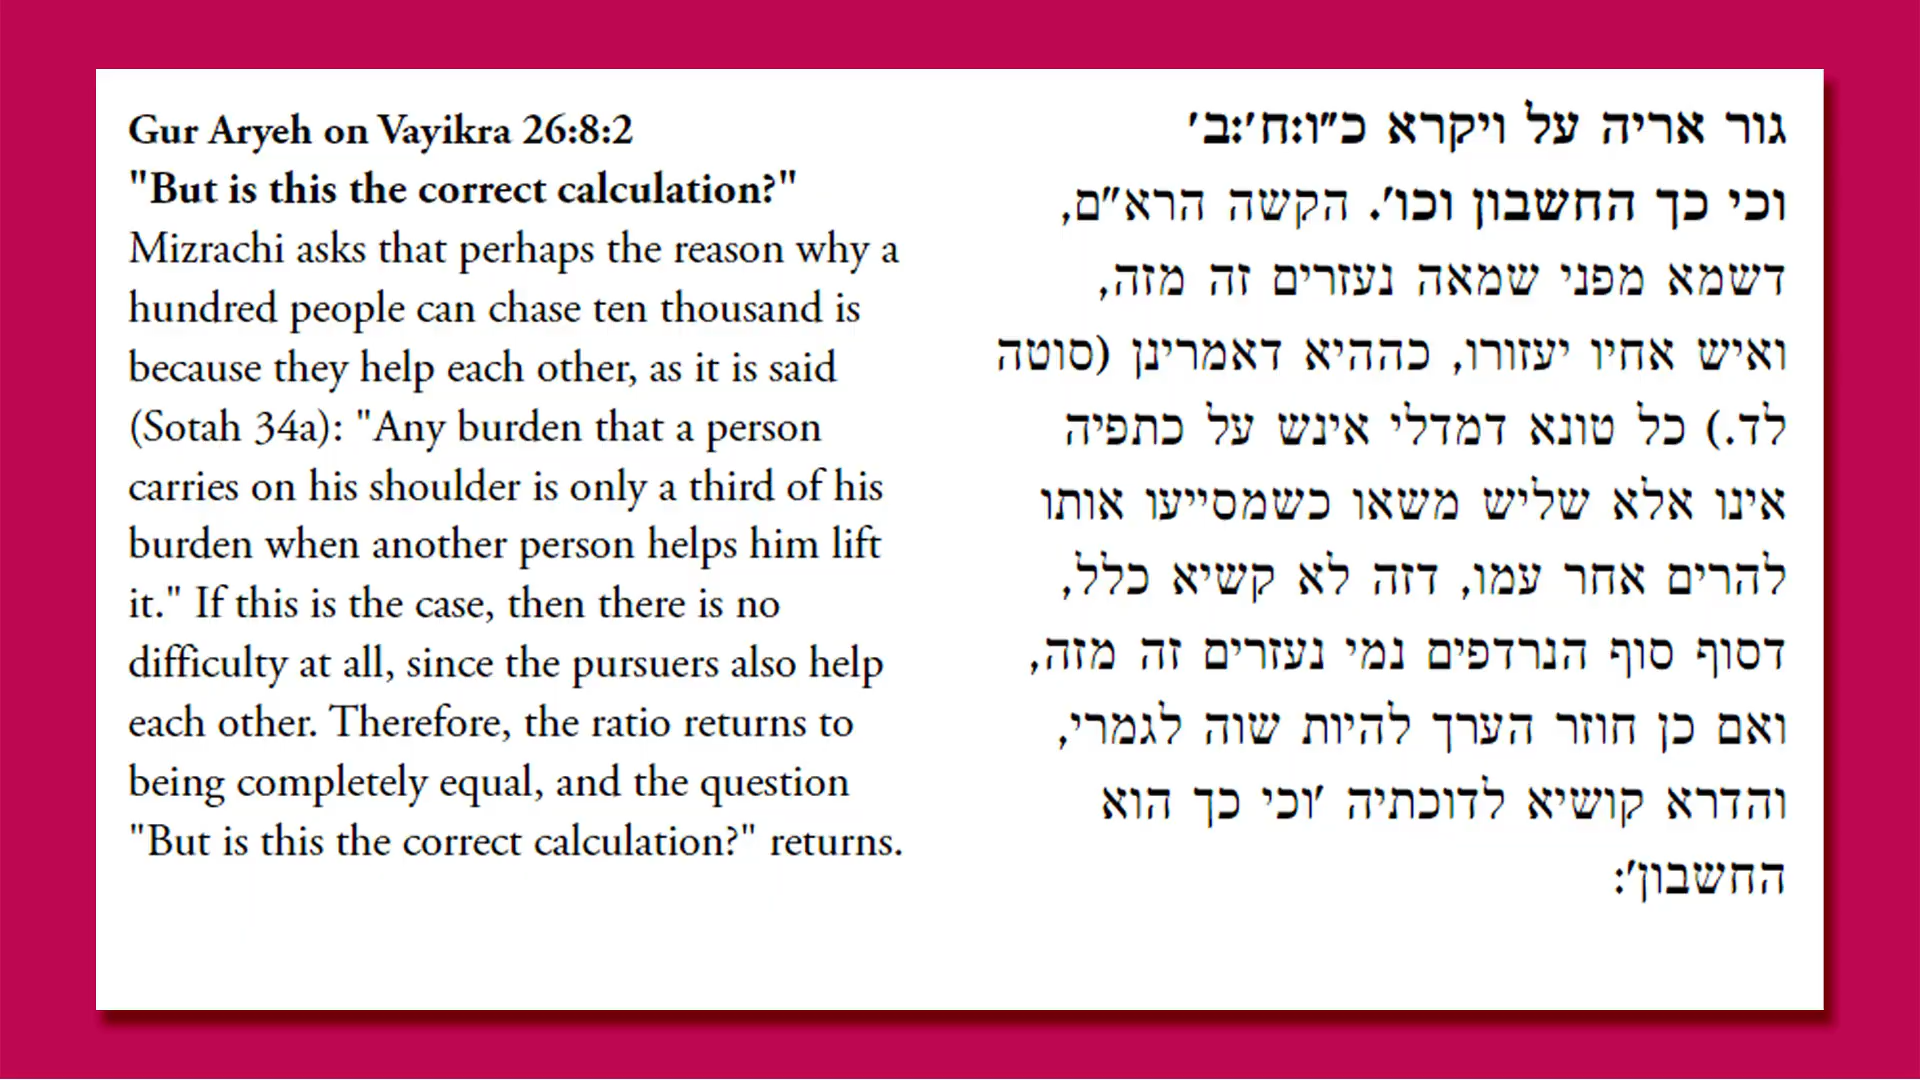 Gur Aryeh on Vayikra 26:8:2
"But is this the correct calculation?"
Mizrachi asks that perhaps the reason why a
hundred people can chase ten thousand is
because they help each other, as it is said
(Sotah 34a): "Any burden that a person
carries on his shoulder is only a third of his
burden when another person helps him lift
it." If this is the case, then there is no
difficulty at all, since the pursuers also help
each other. Therefore, the ratio returns to
being completely equal, and the question
"But is this the correct calculation?" returns.
גור אריה על ויקרא כ״ו:ח׳:ב׳
וכי כך החשבון וכו׳. הקשה הרא״ם,
דשמא מפני שמאה נעזרים זה מזה,
ואיש אחיו יעזורו, כההיא דאמרינן (סוטה
לד.) כל טונא דמדלי אינש על כתפיה
אינו אלא שליש משאו כשמסייעו אותו
להרים אחר עמו, דזה לא קשיא כלל,
דסוף סוף הנרדפים נמי נעזרים זה מזה,
ואם כן חוזר הערך להיות שוה לגמרי,
והדרא קושיא לדוכתיה 'וכי כך הוא
החשבון':